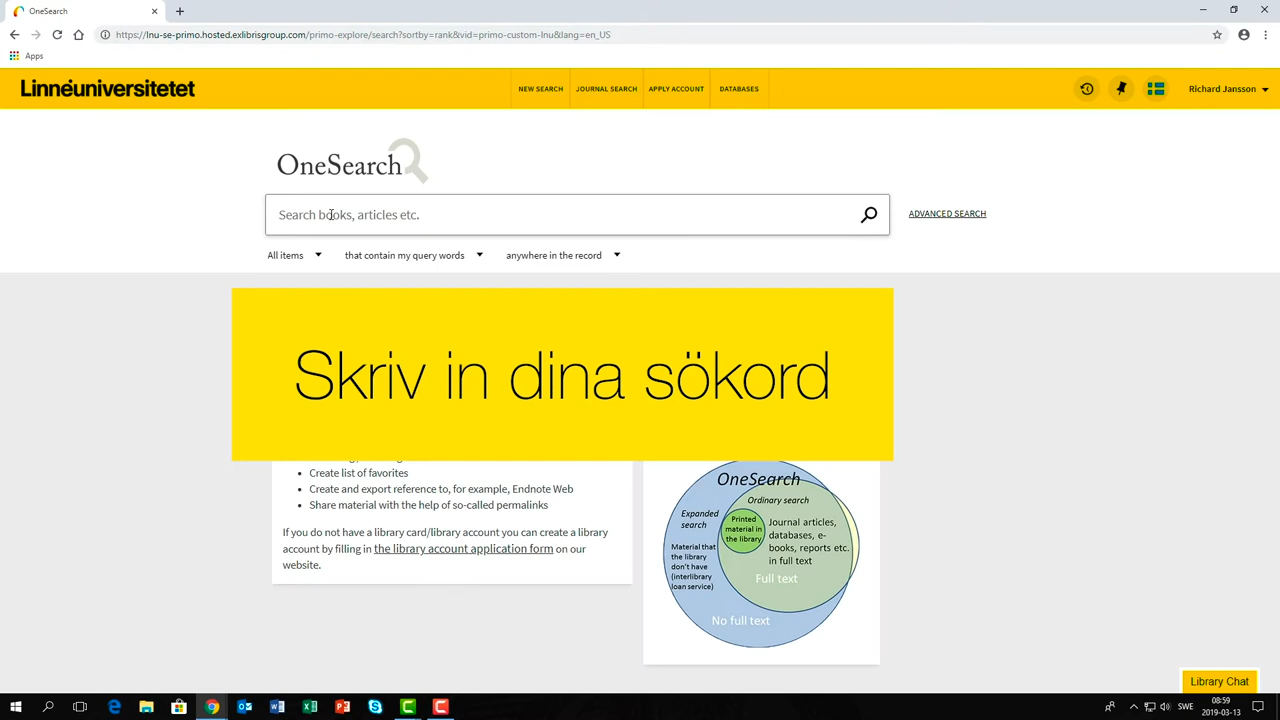 OneSearch
https://lnu-se-primo.hosted.exlibrisgroup.com/primo-explore/search?sortby=rank&vid=primo-custom-lnu&lang=en_US
Apps
Linnéuniversitetet
NEW SEARCH
JOURNAL SEARCH
APPLY ACCOUNT
DATABASES
Richard Jansson
OneSearch
Search books, articles etc.
ADVANCED SEARCH
All items
that contain my query words
anywhere in the record
Skriv in dina sökord
• Create list of favorites
• Create and export reference to, for example, Endnote Web
• Share material with the help of so-called permalinks
If you do not have a library card/library account you can create a library
account by filling in the library account application form on our
website.
OneSearch
Ordinary search
Expanded
search
Printed
material in
the library
Journal articles,
databases, e-
books, reports etc.
in full text
Material that
the library
don't have
(interlibrary
loan service)
Full text
No full text
Library Chat
SWE
08:59
2019-03-13